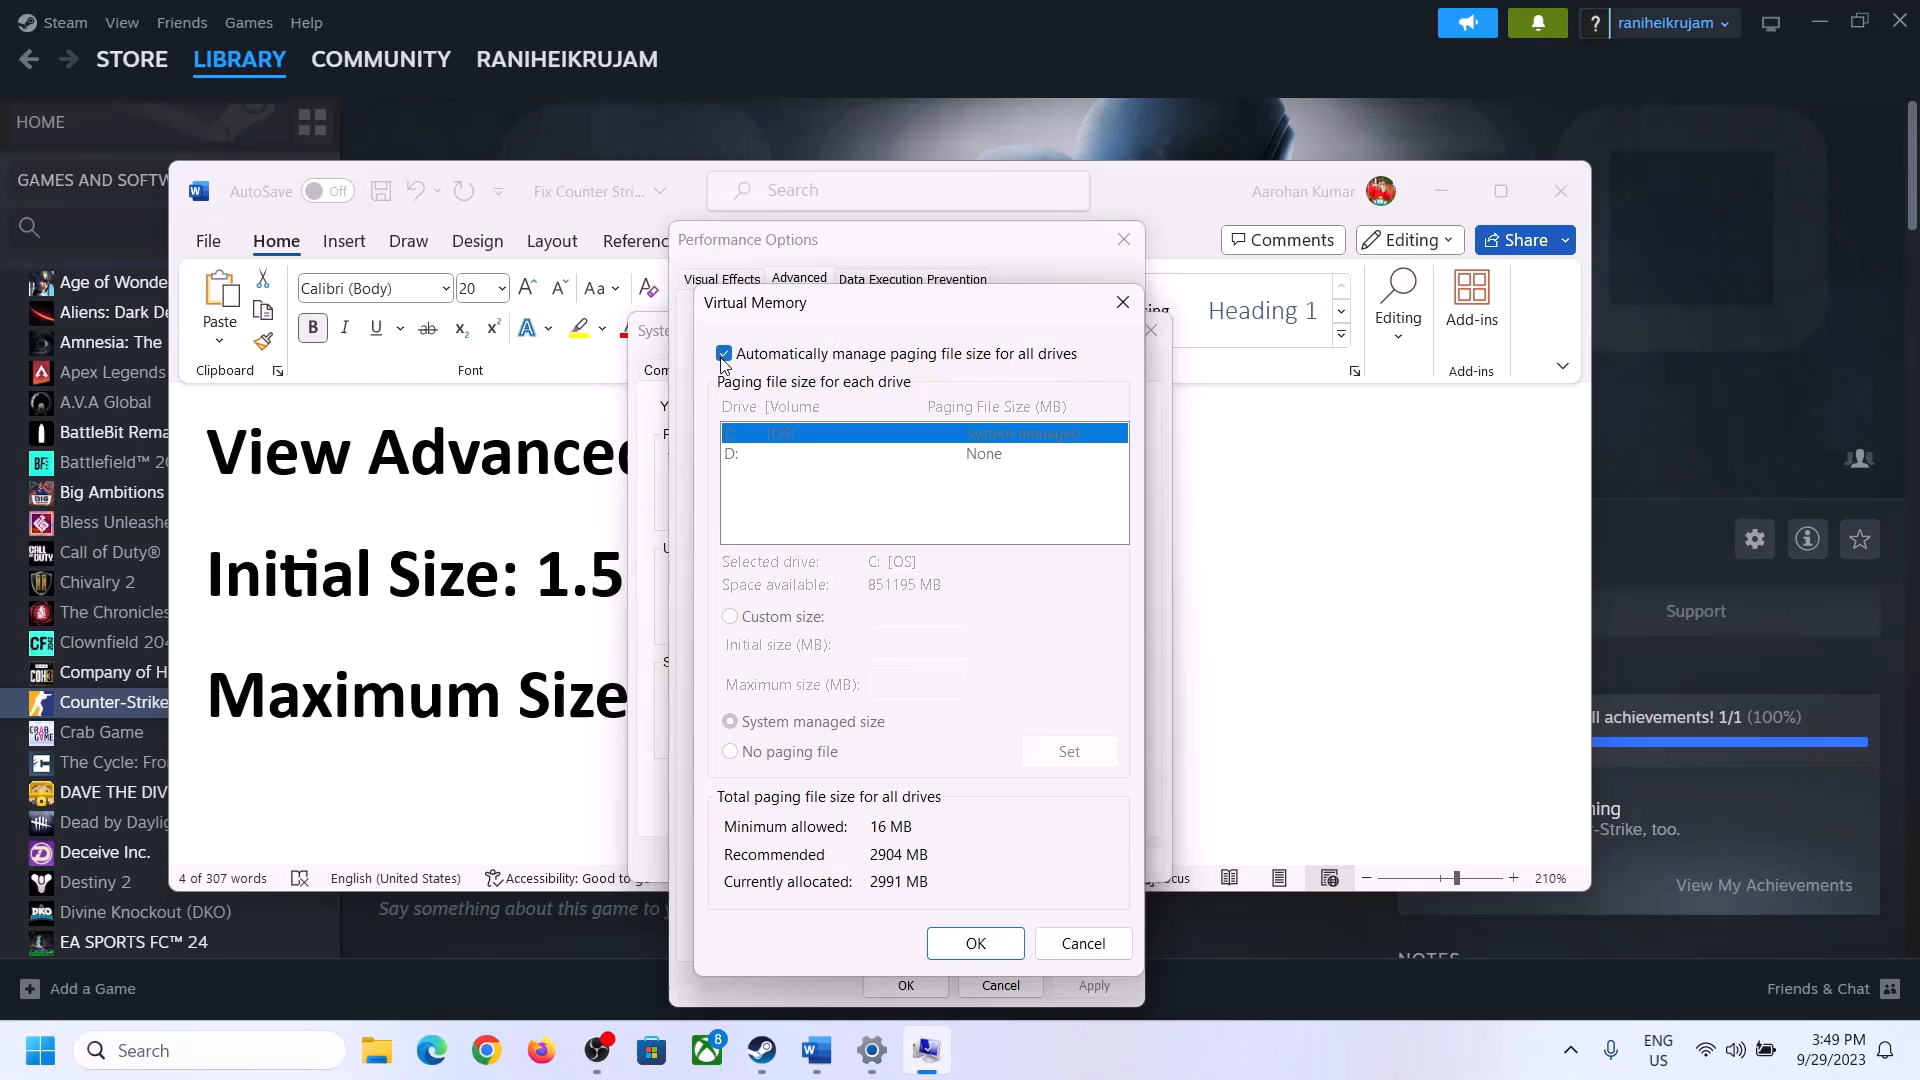 Steam View Friends Games Help
raniheikrujam
STORE LIBRARY COMMUNITY RANIHEIKRUJAM
HOME
GAMES AND SOFTW
Age of Wonde
Aliens: Dark De
Amnesia: The
Apex Legends
A.V.A Global
BattleBit Rema
Battlefield™ 20
Big Ambitions
Bless Unleashe
Call of Duty®
Chivalry 2
The Chronicles
Clownfield 204
Company of H
Counter-Strike
Crab Game
The Cycle: Fro
DAVE THE DIV
Dead by Daylig
Deceive Inc.
Destiny 2
Divine Knockout (DKO)
EA SPORTS FC™ 24
Add a Game
AutoSave Off Fix Counter Stri... Search Aarohan Kumar
File Home Insert Draw Design Layout Referenc Comments Editing Share
Paste
Clipboard
Calibri (Body) 20
Font
Heading 1
Editing
Add-ins
Add-ins
View Advanced
Initial Size: 1.5
Maximum Size
4 of 307 words English (United States) Accessibility: Good to
210%
Performance Options
Visual Effects Advanced Data Execution Prevention
Virtual Memory
Automatically manage paging file size for all drives
Paging file size for each drive
Drive [Volume Paging File Size (MB)
C: [OS] System managed
D: None
Selected drive: C: [OS]
Space available: 851195 MB
Custom size:
Initial size (MB):
Maximum size (MB):
System managed size
No paging file
Set
Total paging file size for all drives
Minimum allowed: 16 MB
Recommended 2904 MB
Currently allocated: 2991 MB
OK Cancel
OK Cancel Apply
Support
ll achievements! 1/1 (100%)
-Strike, too.
View My Achievements
Say something about this game to y
NOTES
Friends & Chat
Search
8
ENG
US
3:49 PM
9/29/2023